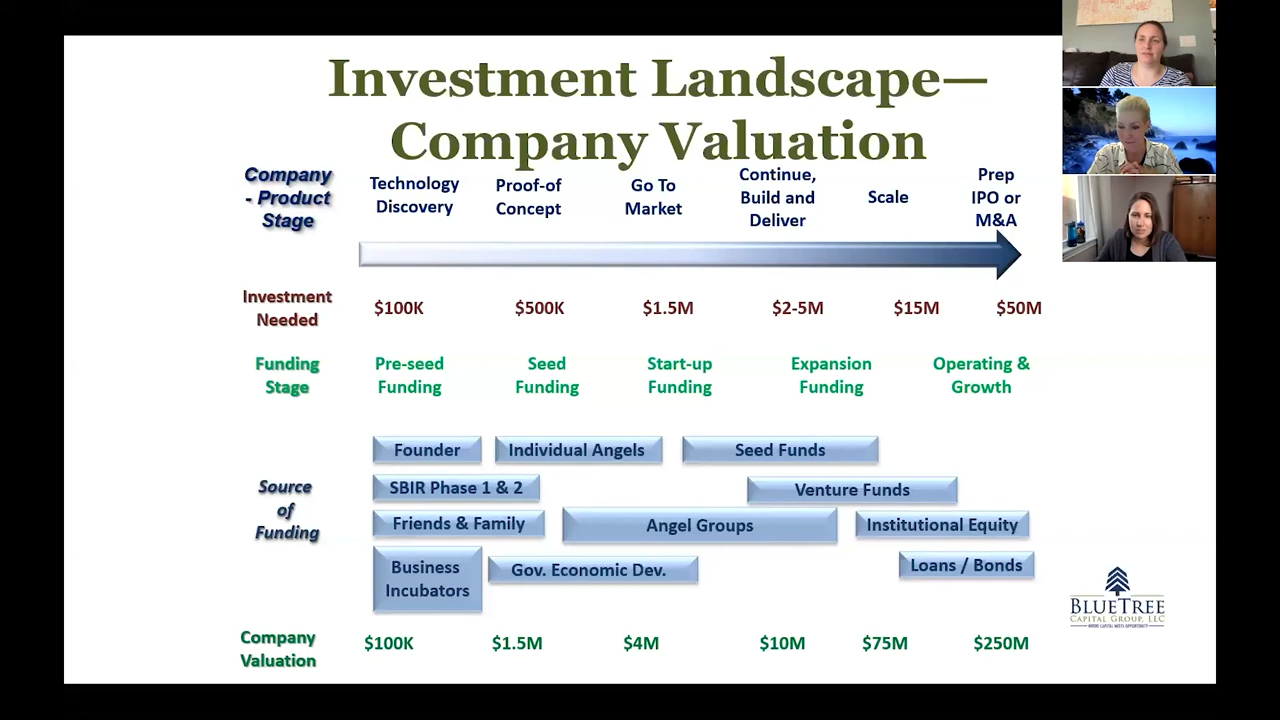 Investment Landscape—
Company Valuation
Company
- Product
Stage
Technology
Discovery
Proof-of
Concept
Go To
Market
Continue,
Build and
Deliver
Scale
Prep
IPO or
M&A
Investment
Needed
$100K
$500K
$1.5M
$2-5M
$15M
$50M
Funding
Stage
Pre-seed
Funding
Seed
Funding
Start-up
Funding
Expansion
Funding
Operating &
Growth
Source
of
Funding
Founder
Individual Angels
Seed Funds
SBIR Phase 1 & 2
Venture Funds
Friends & Family
Angel Groups
Institutional Equity
Business
Incubators
Gov. Economic Dev.
Loans / Bonds
BLUETREE
CAPITAL GROUP, LLC
WHERE CAPITAL MEETS OPPORTUNITY
Company
Valuation
$100K
$1.5M
$4M
$10M
$75M
$250M